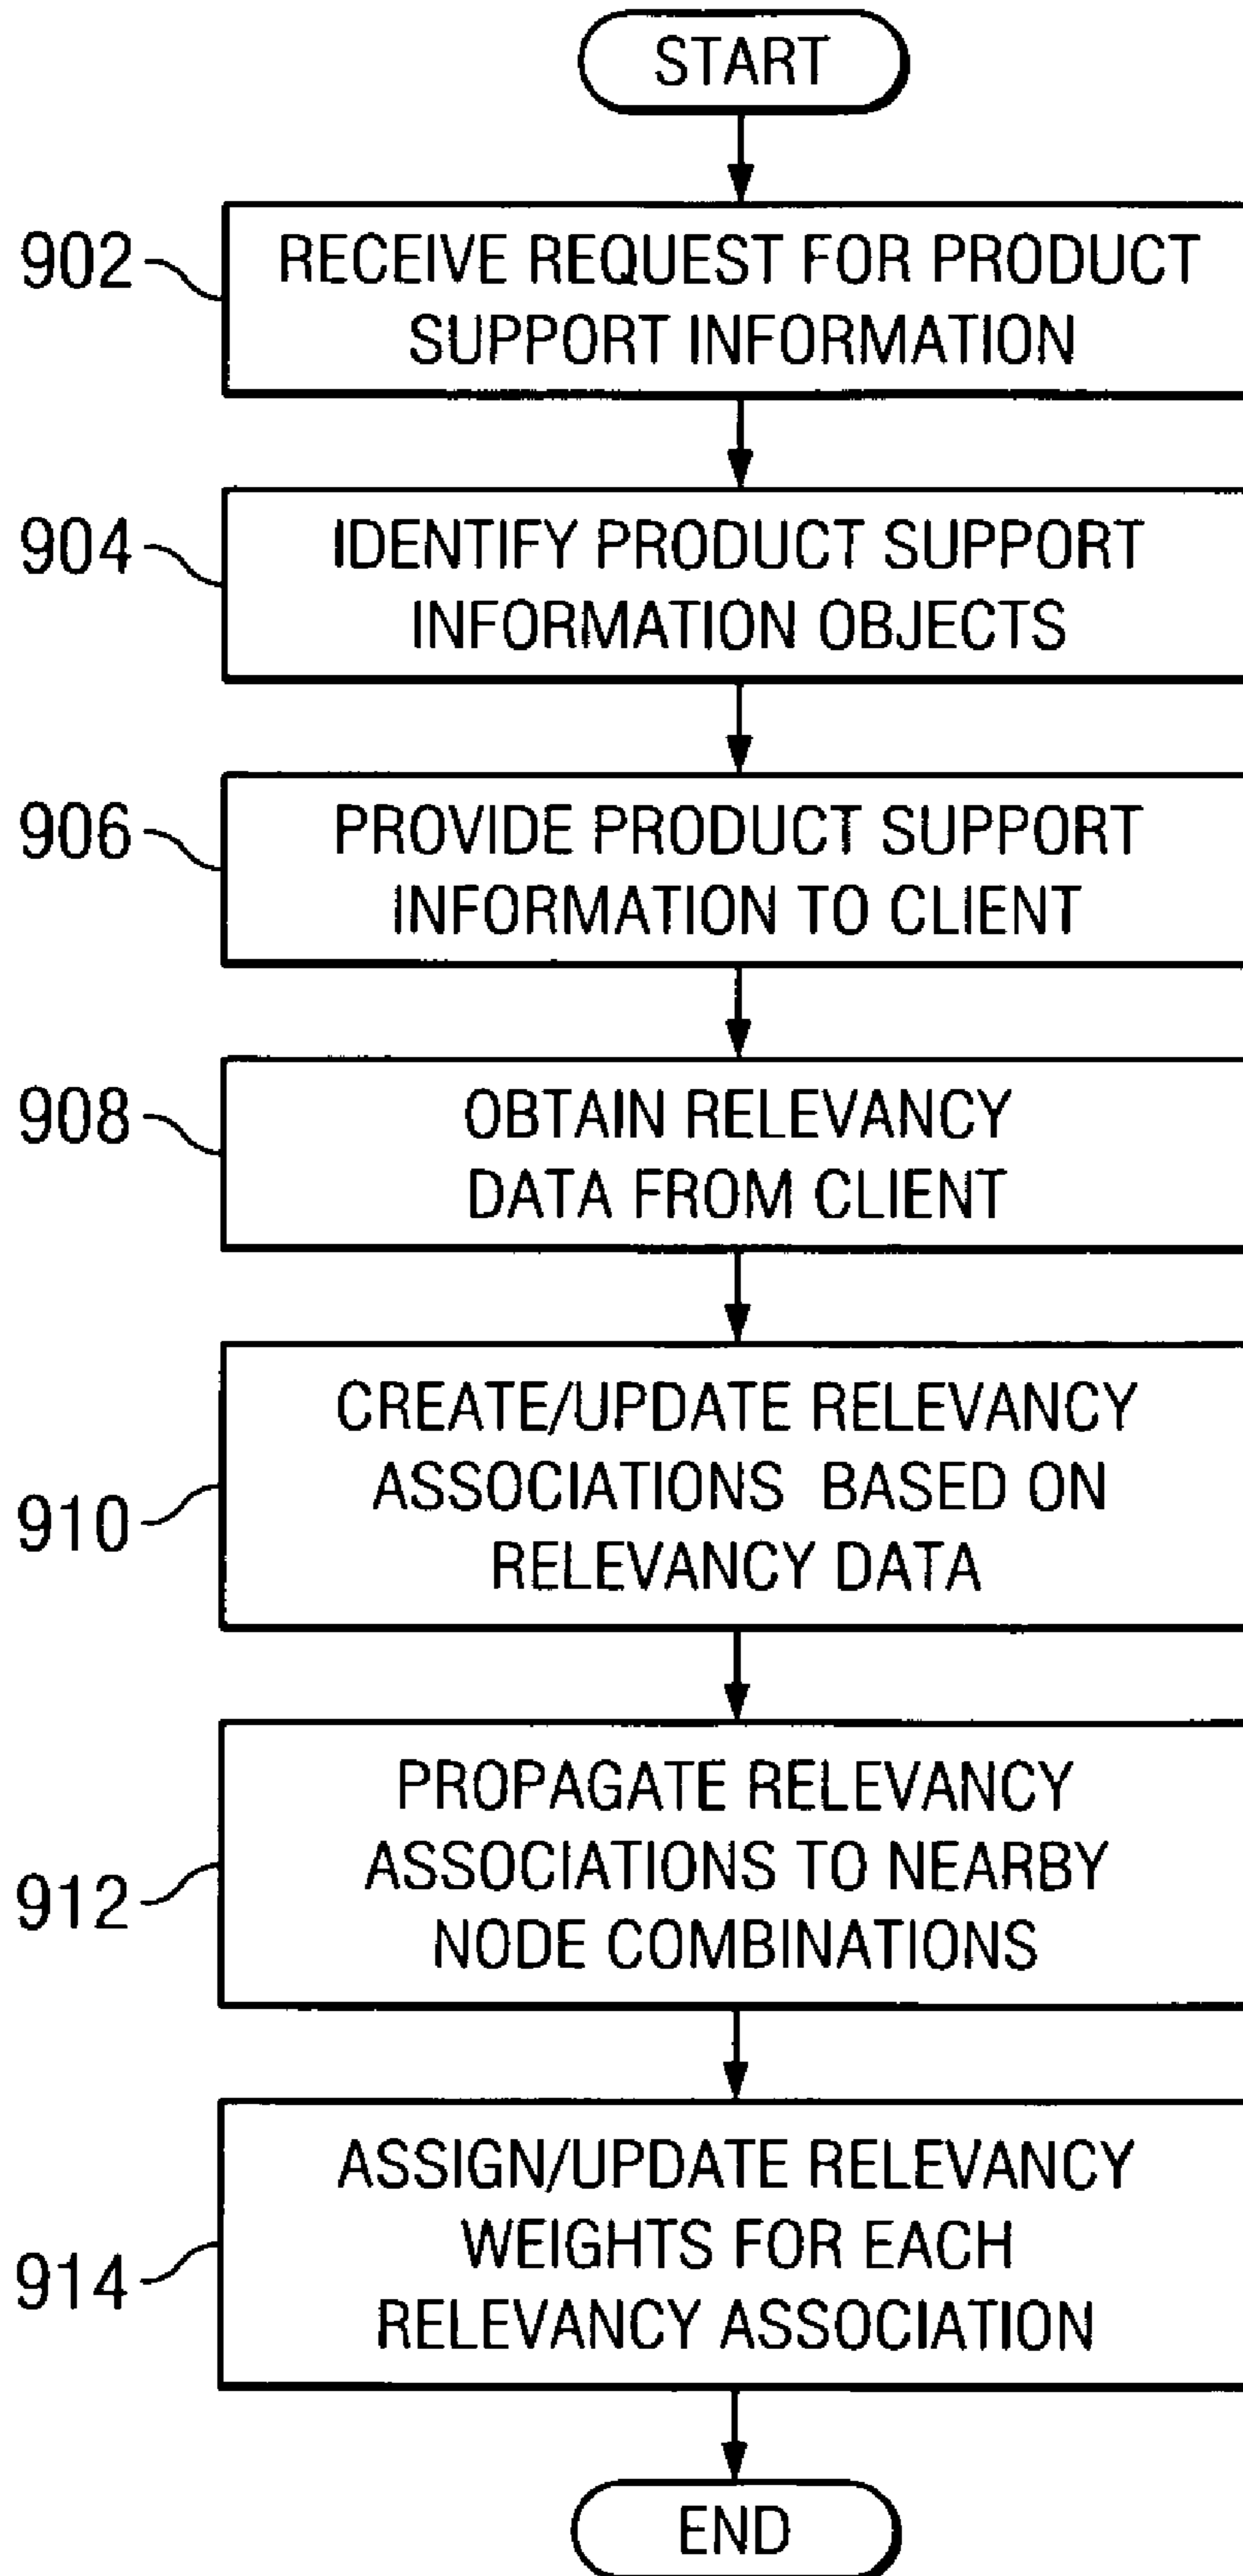 START
902
RECEIVE REQUEST FOR PRODUCT
SUPPORT INFORMATION
904
IDENTIFY PRODUCT SUPPORT
INFORMATION OBJECTS
906
PROVIDE PRODUCT SUPPORT
INFORMATION TO CLIENT
908
OBTAIN RELEVANCY
DATA FROM CLIENT
910
CREATE/UPDATE RELEVANCY
ASSOCIATIONS BASED ON
RELEVANCY DATA
912
PROPAGATE RELEVANCY
ASSOCIATIONS TO NEARBY
NODE COMBINATIONS
914
ASSIGN/UPDATE RELEVANCY
WEIGHTS FOR EACH
RELEVANCY ASSOCIATION
END